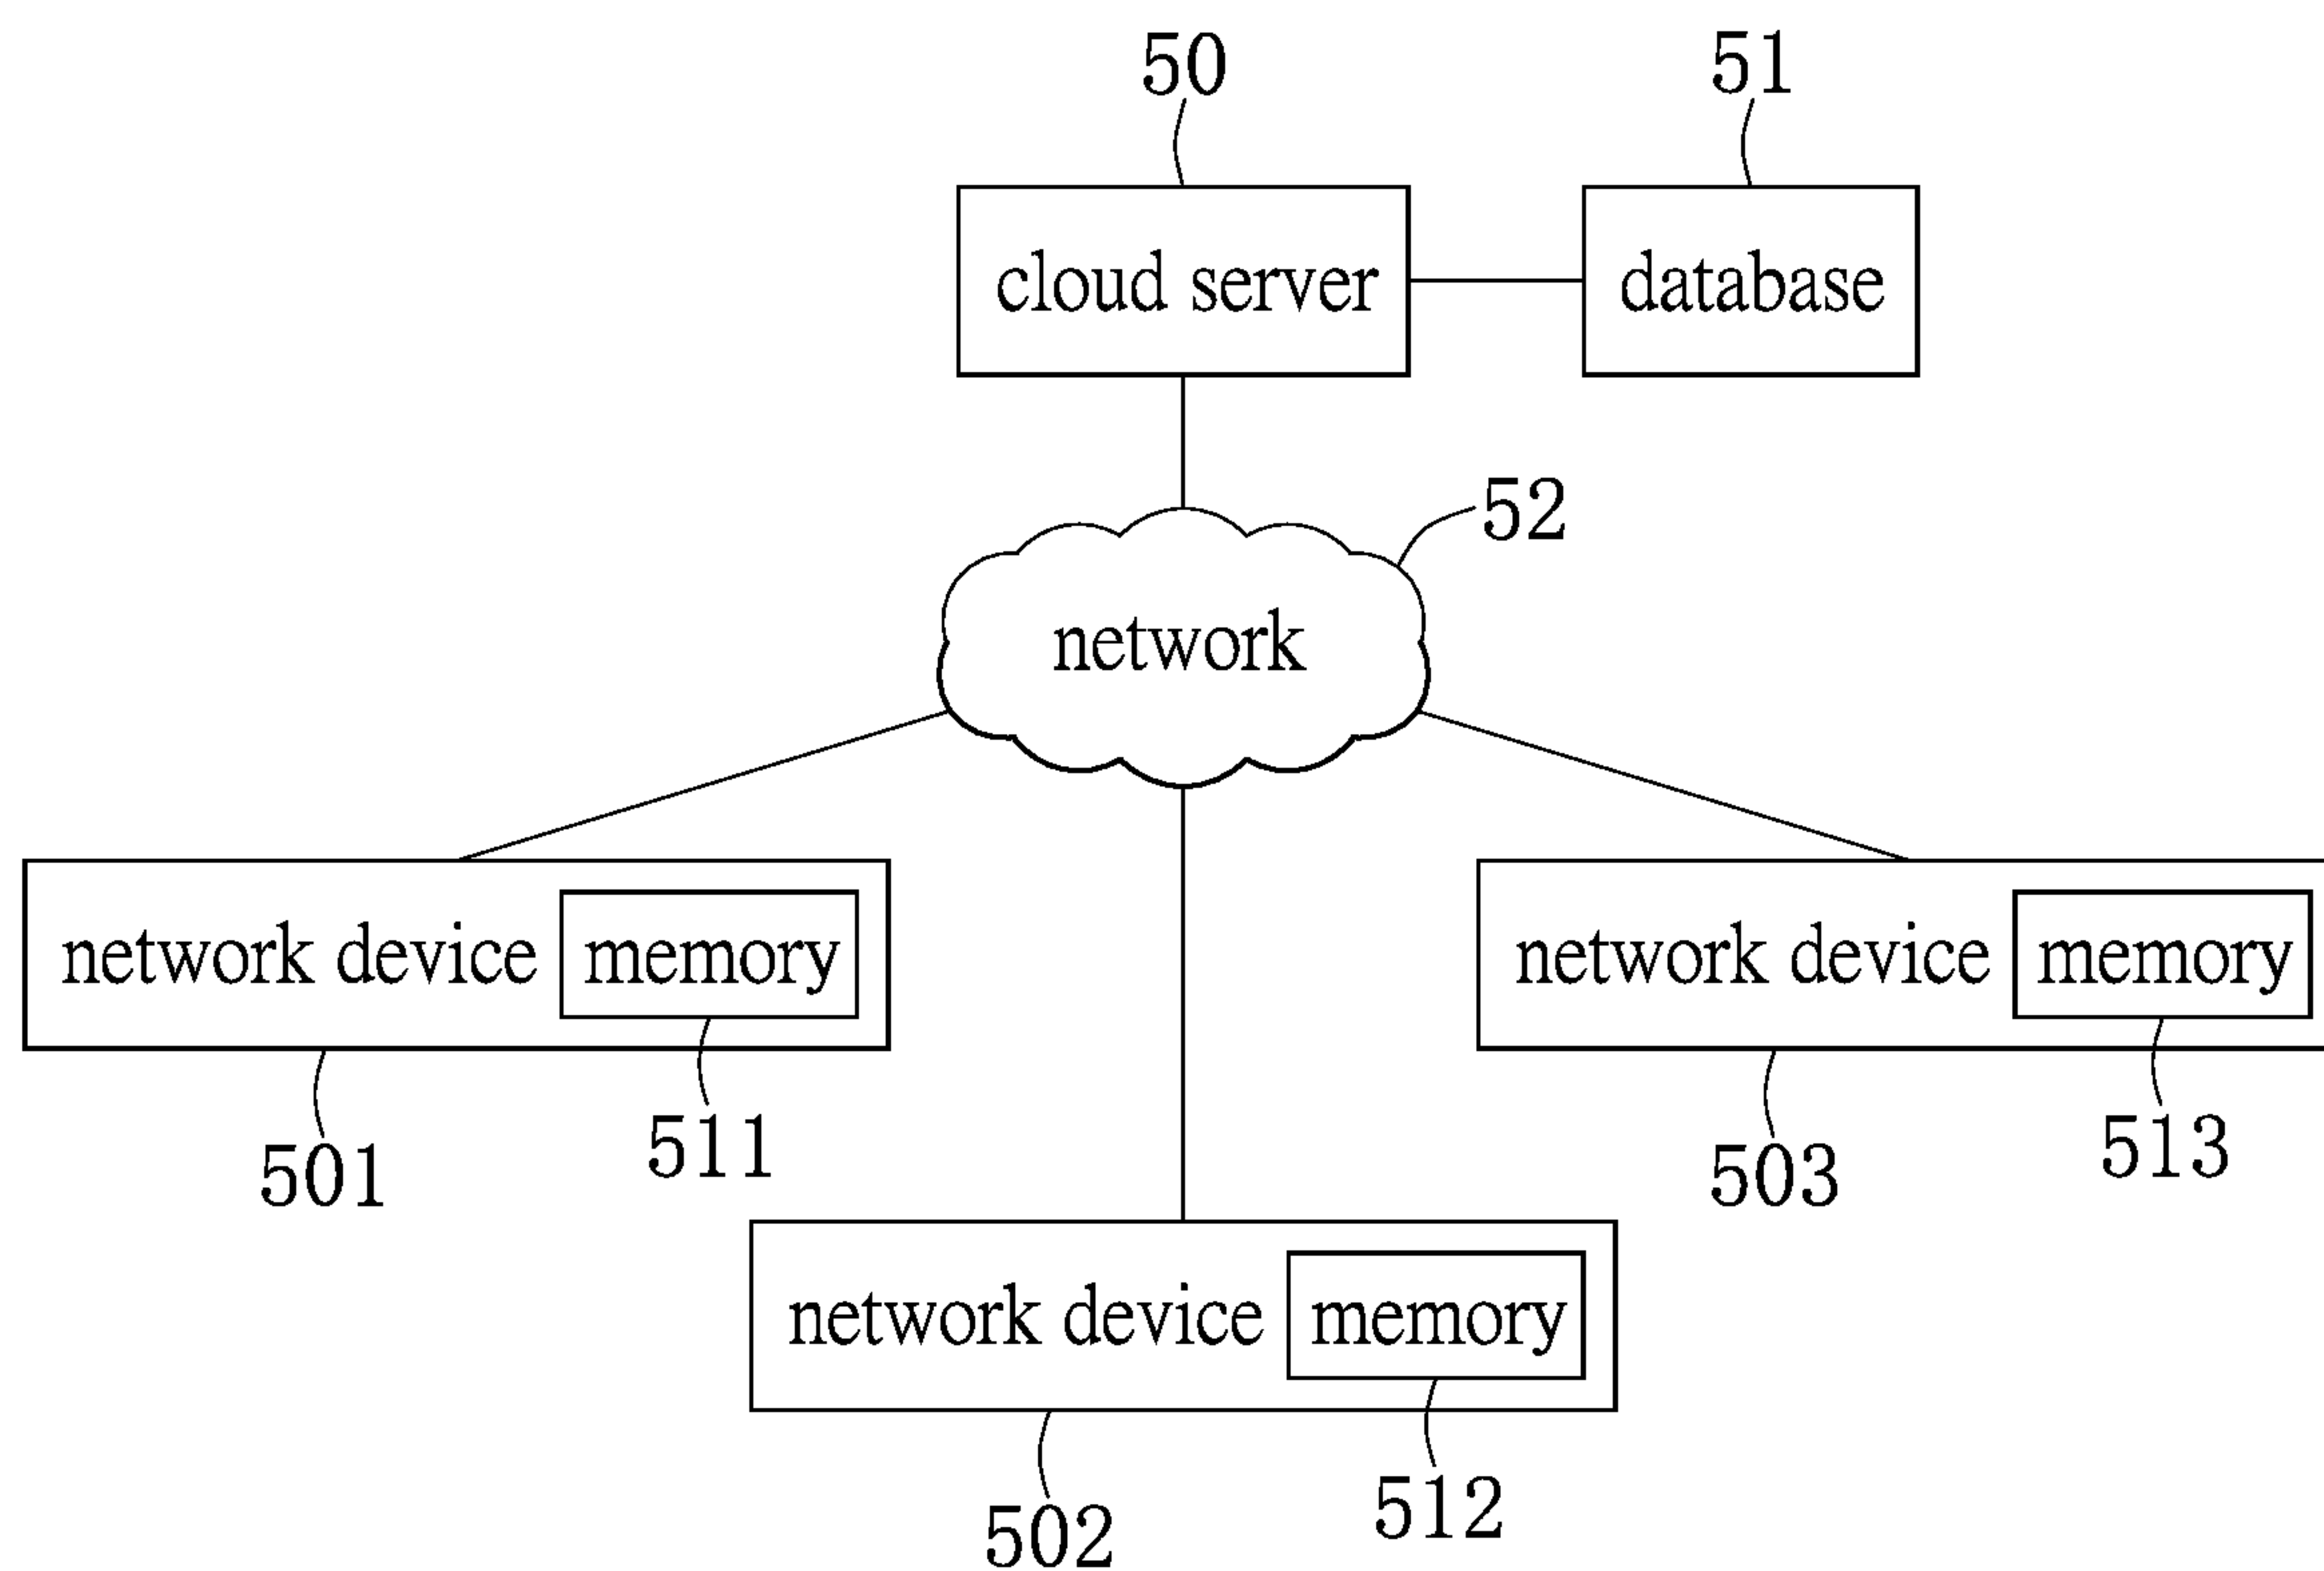 50
51
cloud server
database
52
network
network device
memory
network device
memory
501
511
503
513
network device
memory
502
512